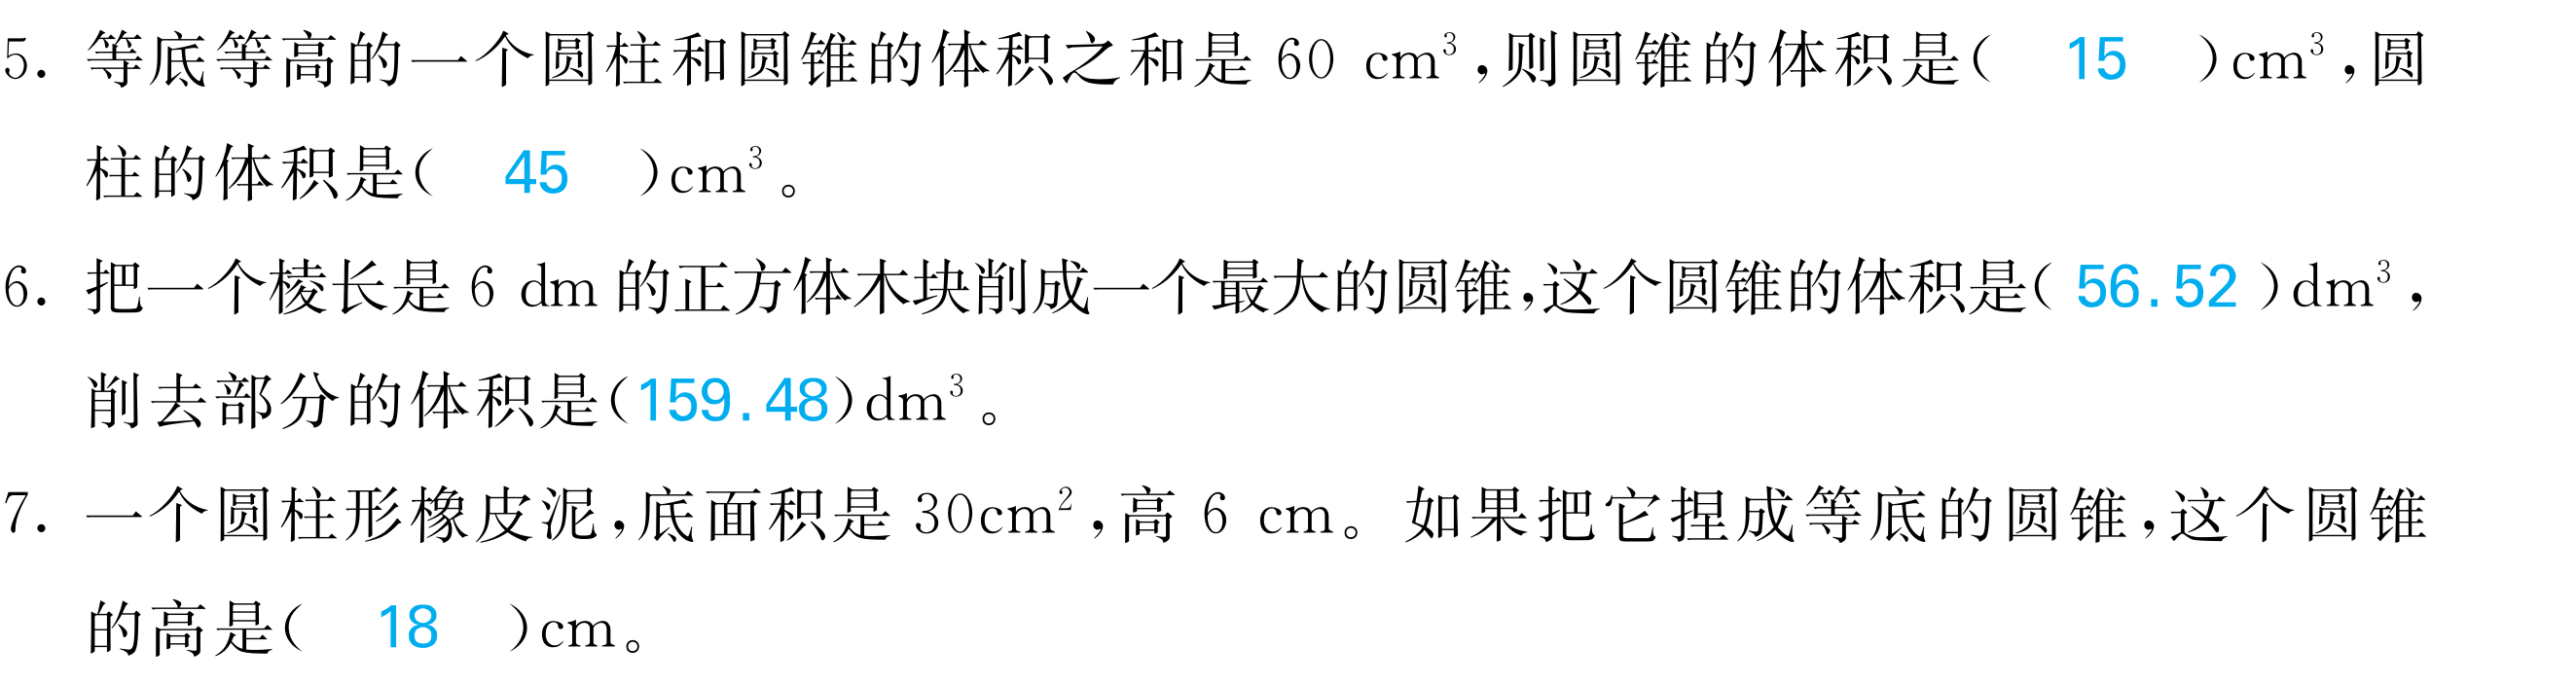 5. 等底等高的一个圆柱和圆锥的体积之和是 60 cm³,则圆锥的体积是( 15 )cm³,圆
柱的体积是( 45 )cm³。
6. 把一个棱长是 6 dm 的正方体木块削成一个最大的圆锥,这个圆锥的体积是( 56.52 )dm³,
削去部分的体积是(159.48)dm³。
7. 一个圆柱形橡皮泥,底面积是 30cm²,高 6 cm。如果把它捏成等底的圆锥,这个圆锥
的高是( 18 )cm。